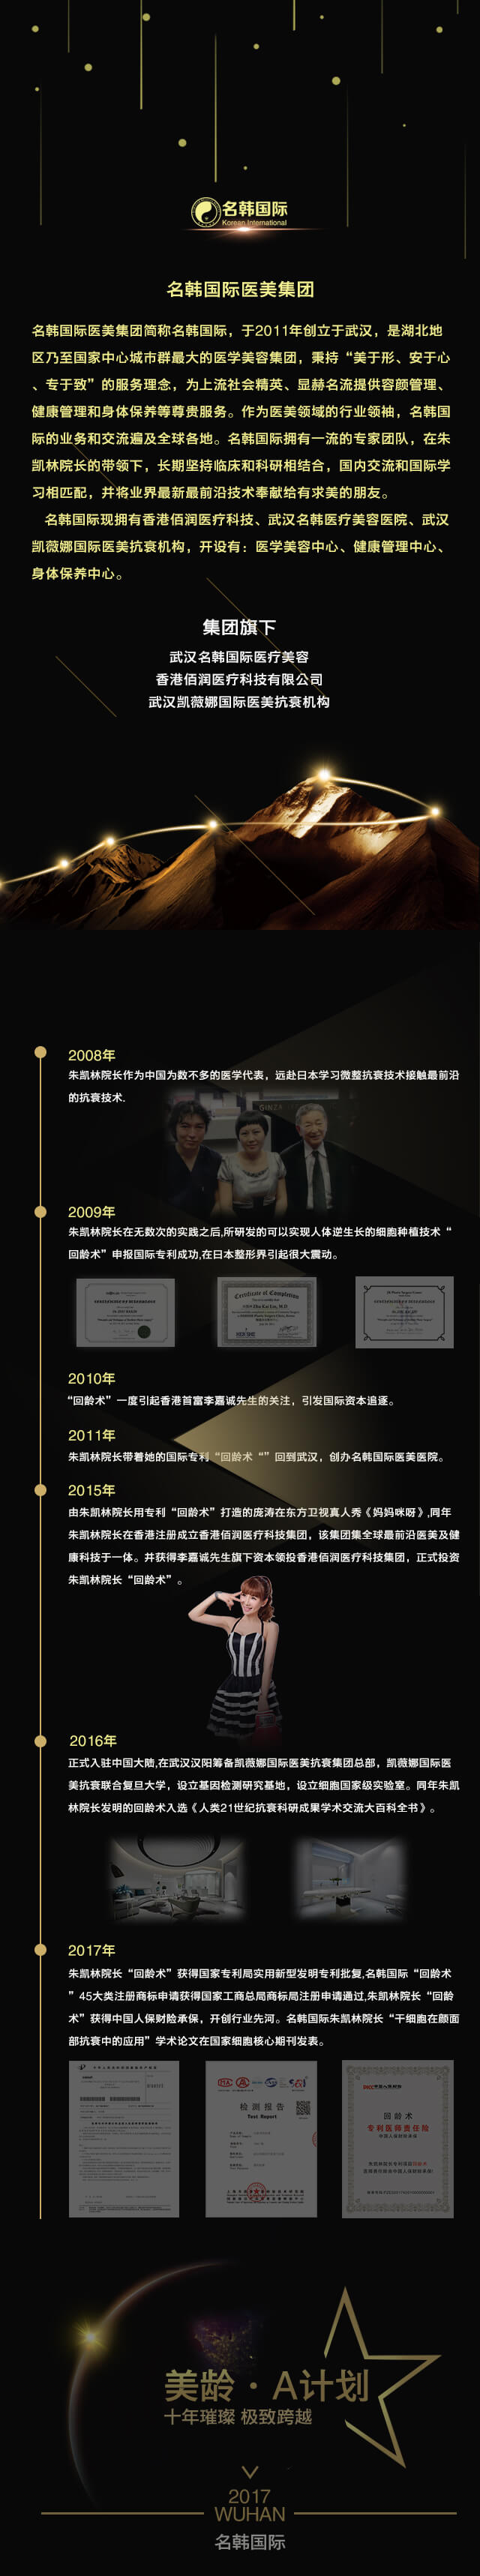 名韩国际
Korean International
名韩国际医美集团
名韩国际医美集团简称名韩国际，于2011年创立于武汉，是湖北地
区乃至国家中心城市群最大的医学美容集团，秉持“美于形、安于心
、专于致”的服务理念，为上流社会精英、显赫名流提供容颜管理、
健康管理和身体保养等尊贵服务。作为医美领域的行业领袖，名韩国
际的业务和交流遍及全球各地。名韩国际拥有一流的专家团队，在朱
凯林院长的带领下，长期坚持临床和科研相结合，国内交流和国际学
习相匹配，并将业界最新最前沿技术奉献给有求美的朋友。
名韩国际现拥有香港佰润医疗科技、武汉名韩医疗美容医院、武汉
凯薇娜国际医美抗衰机构，开设有：医学美容中心、健康管理中心、
身体保养中心。
集团旗下
武汉名韩国际医疗美容
香港佰润医疗科技有限公司
武汉凯薇娜国际医美抗衰机构
2008年
朱凯林院长作为中国为数不多的医学代表，远赴日本学习微整抗衰技术接触最前沿
的抗衰技术.
GINZA
2009年
朱凯林院长在无数次的实践之后,所研发的可以实现人体逆生长的细胞种植技术“
回龄术”申报国际专利成功,在日本整形界引起很大震动。
Certificate of Completion
2010年
“回龄术”一度引起香港首富李嘉诚先生的关注，引发国际资本追逐。
2011年
朱凯林院长带着她的国际专利“回龄术“”回到武汉，创办名韩国际医美医院。
2015年
由朱凯林院长用专利“回龄术”打造的庞涛在东方卫视真人秀《妈妈咪呀》,同年
朱凯林院长在香港注册成立香港佰润医疗科技集团，该集团集全球最前沿医美及健
康科技于一体。并获得李嘉诚先生旗下资本领投香港佰润医疗科技集团，正式投资
朱凯林院长“回龄术”。
2016年
正式入驻中国大陆,在武汉汉阳筹备凯薇娜国际医美抗衰集团总部，凯薇娜国际医
美抗衰联合复旦大学，设立基因检测研究基地，设立细胞国家级实验室。同年朱凯
林院长发明的回龄术入选《人类21世纪抗衰科研成果学术交流大百科全书》。
2017年
朱凯林院长“回龄术”获得国家专利局实用新型发明专利批复,名韩国际“回龄术
”45大类注册商标申请获得国家工商总局商标局注册申请通过,朱凯林院长“回龄
术”获得中国人保财险承保，开创行业先河。名韩国际朱凯林院长“干细胞在颜面
部抗衰中的应用”学术论文在国家细胞核心期刊发表。
检测报告
Test Report
回龄术
专利医师责任险
美龄·A计划
十年璀璨 极致跨越
2017
WUHAN
名韩国际